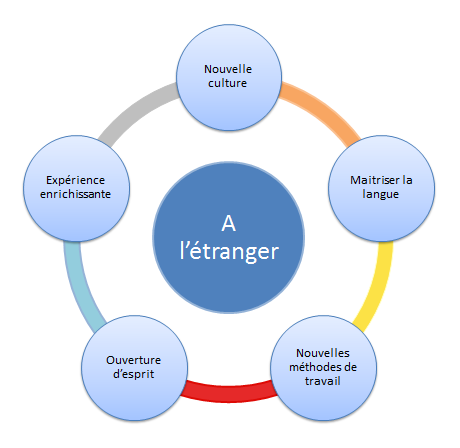 Nouvelle
culture
Maitriser la
langue
Nouvelles
méthodes de
travail
Ouverture
d’esprit
Expérience
enrichissante
A
l’étranger